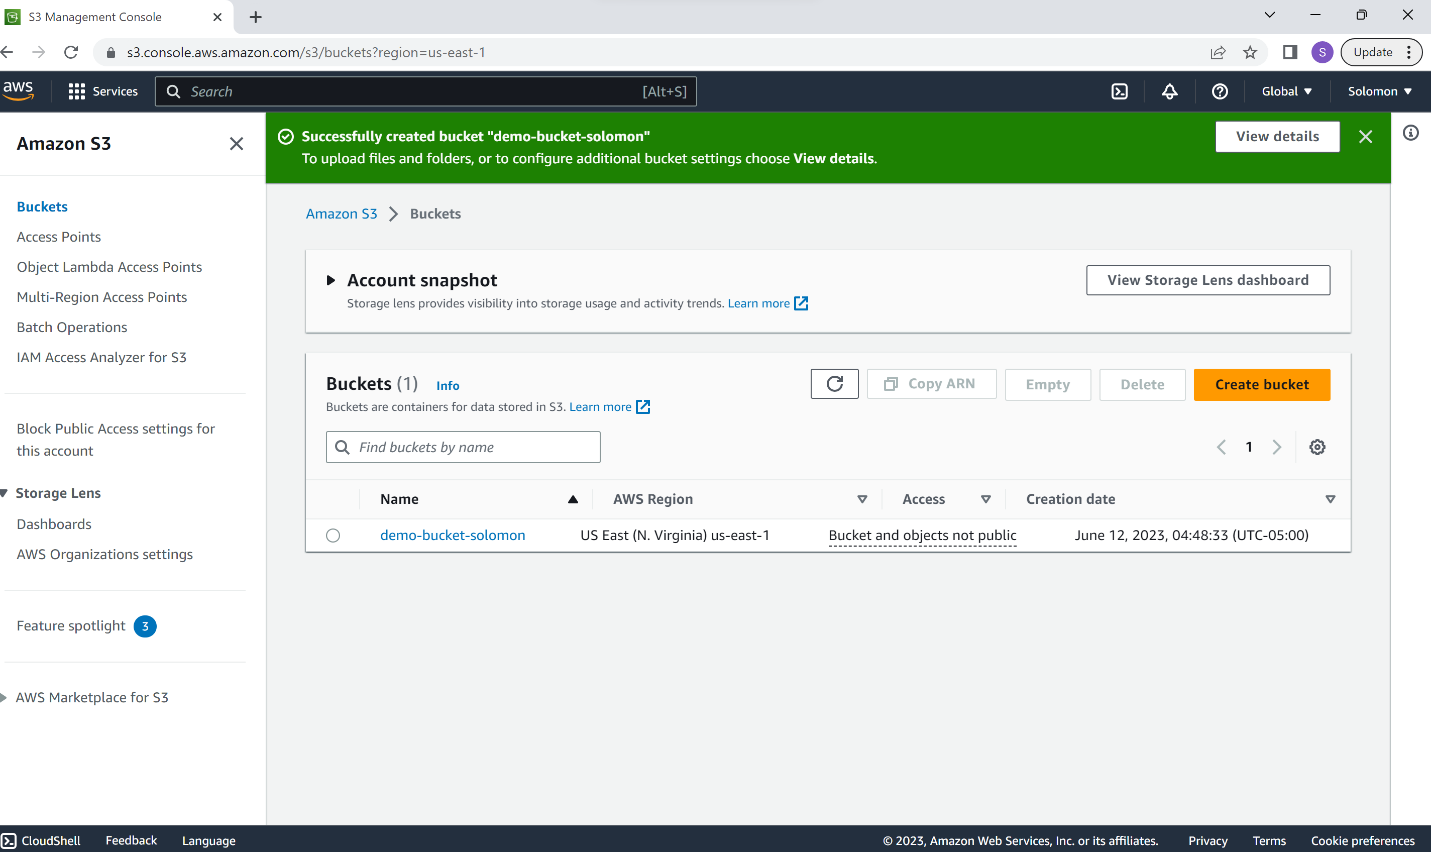 S3 Management Console
s3.console.aws.amazon.com/s3/buckets?region=us-east-1
S
Update
aws
Services
Search
[Alt+S]
Global
Solomon
Amazon S3
Successfully created bucket "demo-bucket-solomon"
To upload files and folders, or to configure additional bucket settings choose View details.
View details
Buckets
Access Points
Object Lambda Access Points
Multi-Region Access Points
Batch Operations
IAM Access Analyzer for S3
Block Public Access settings for
this account
Storage Lens
Dashboards
AWS Organizations settings
Feature spotlight 3
AWS Marketplace for S3
Amazon S3 Buckets
Account snapshot
Storage lens provides visibility into storage usage and activity trends. Learn more
View Storage Lens dashboard
Buckets (1) Info
Buckets are containers for data stored in S3. Learn more
Copy ARN
Empty
Delete
Create bucket
Find buckets by name
1
Name AWS Region Access Creation date
demo-bucket-solomon US East (N. Virginia) us-east-1 Bucket and objects not public June 12, 2023, 04:48:33 (UTC-05:00)
CloudShell Feedback Language © 2023, Amazon Web Services, Inc. or its affiliates. Privacy Terms Cookie preferences